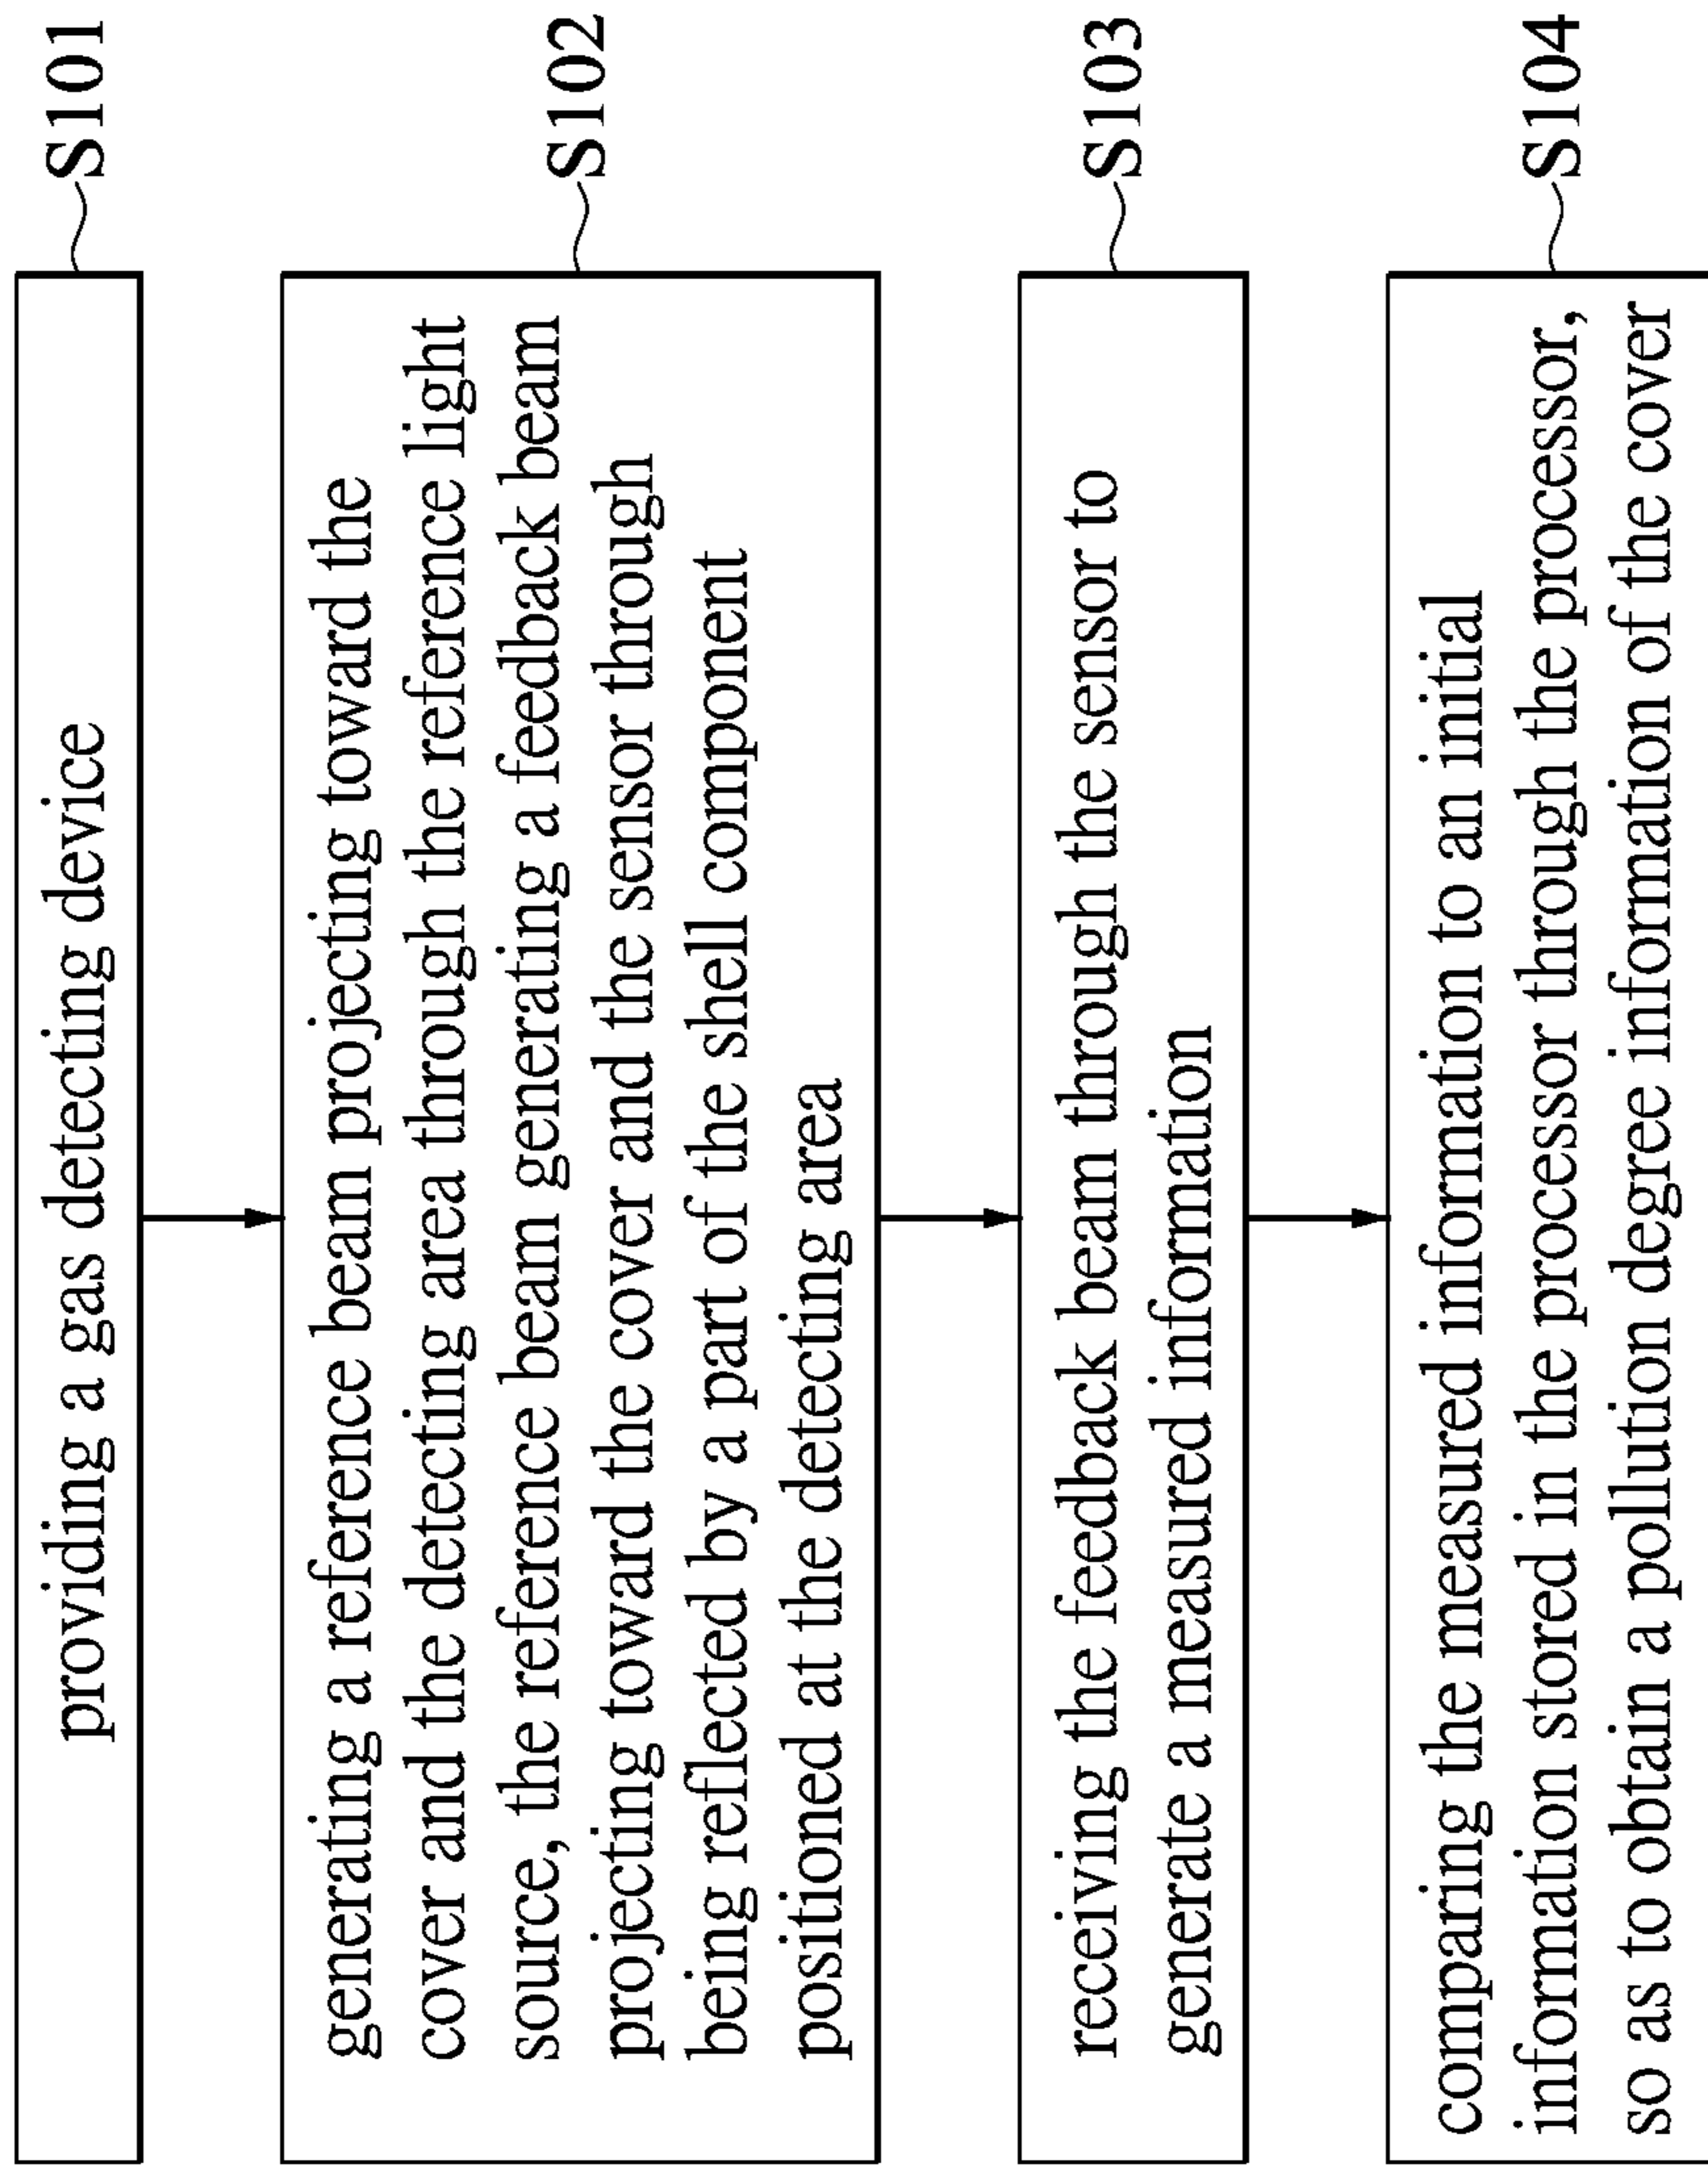 providing a gas detecting device
S101
generating a reference beam projecting toward the
cover and the detecting area through the reference light
source, the reference beam generating a feedback beam
projecting toward the cover and the sensor through
being reflected by a part of the shell component
positioned at the detecting area
S102
receiving the feedback beam through the sensor to
generate a measured information
S103
comparing the measured information to an initial
information stored in the processor through the processor,
so as to obtain a pollution degree information of the cover
S104